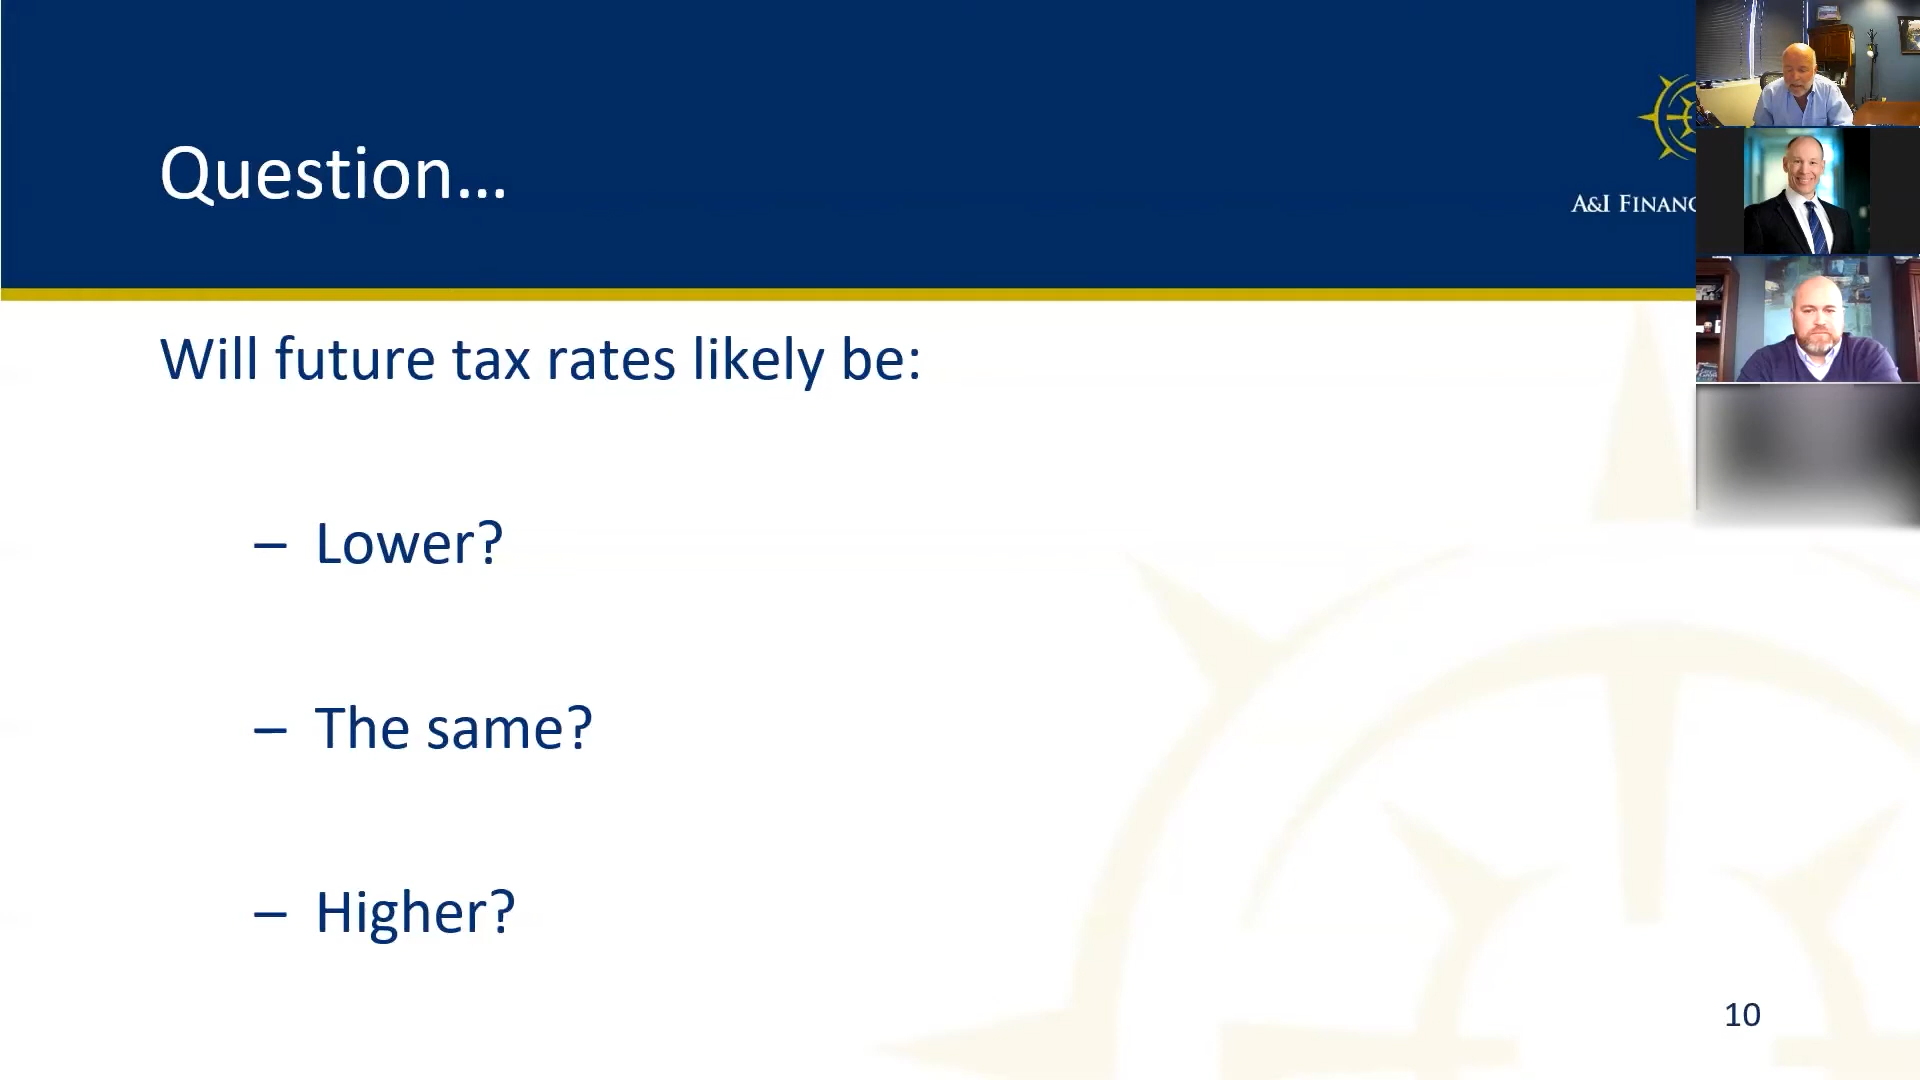 Question...
A&I FINANC
Will future tax rates likely be:
– Lower?
– The same?
– Higher?
10